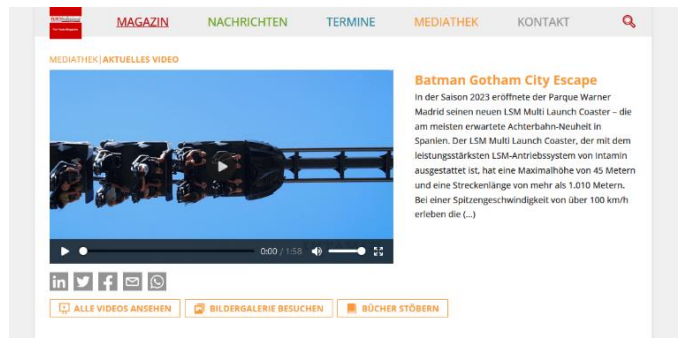 MAGAZIN NACHRICHTEN TERMINE MEDIATHEK KONTAKT
MEDIATHEK|AKTUELLES VIDEO
Batman Gotham City Escape
In der Saison 2023 eröffnete der Parque Warner
Madrid seinen neuen LSM Multi Launch Coaster – die
am meisten erwartete Achterbahn-Neuheit in
Spanien. Der LSM Multi Launch Coaster, der mit dem
leistungsstärksten LSM-Antriebssystem von Intamin
ausgestattet ist, hat eine Maximalhöhe von 45 Metern
und eine Streckenlänge von mehr als 1.010 Metern.
Bei einer Spitzengeschwindigkeit von über 100 km/h
erleben die (...)
0:00 / 1:58
in
f
ALLE VIDEOS ANSEHEN BILDERGALERIE BESUCHEN BÜCHER STÖBERN